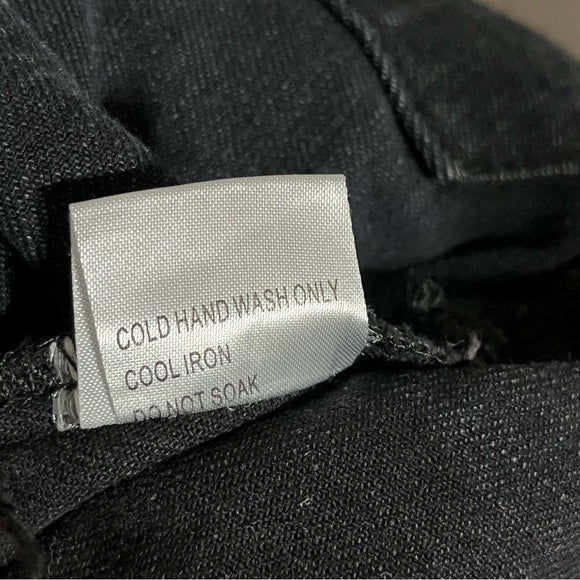 COLD HAND WASH ONLY
COOL IRON
DO NOT SOAK